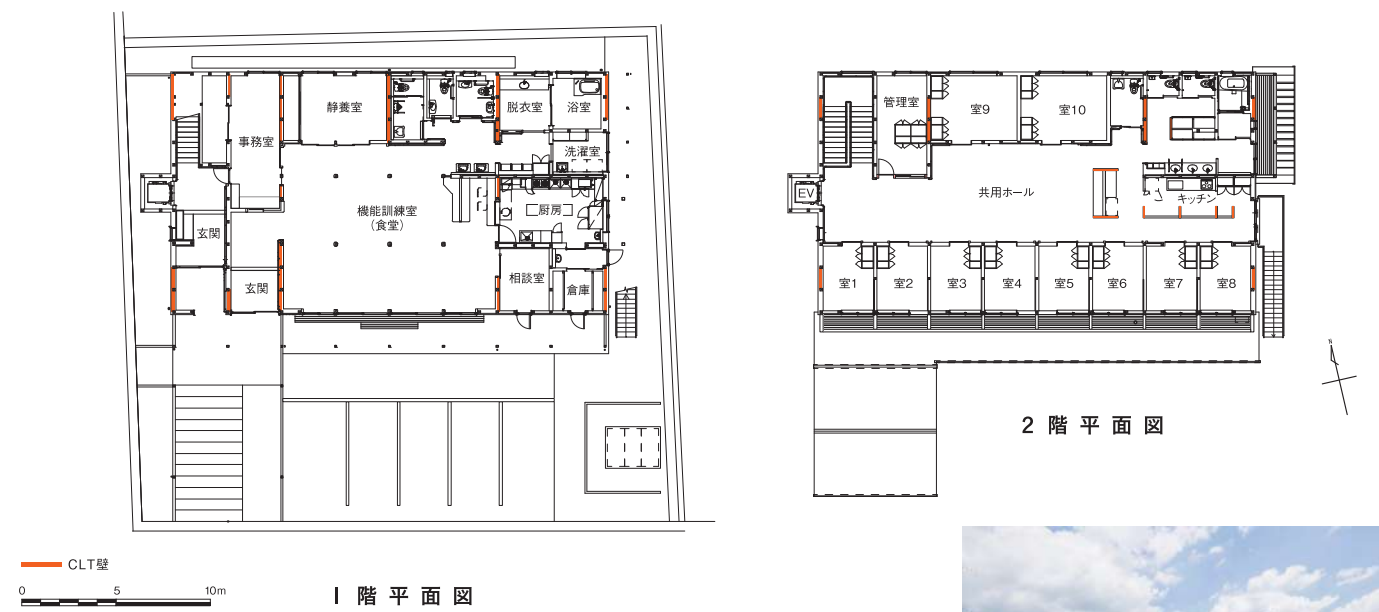 静養室
脱衣室
浴室
事務室
洗濯室
機能訓練室
(食堂)
厨房
玄関
玄関
相談室
倉庫
CLT壁
0 5 10m
1階平面図
管理室
室9
室10
EV
共用ホール
キッチン
室1
室2
室3
室4
室5
室6
室7
室8
N
2階平面図